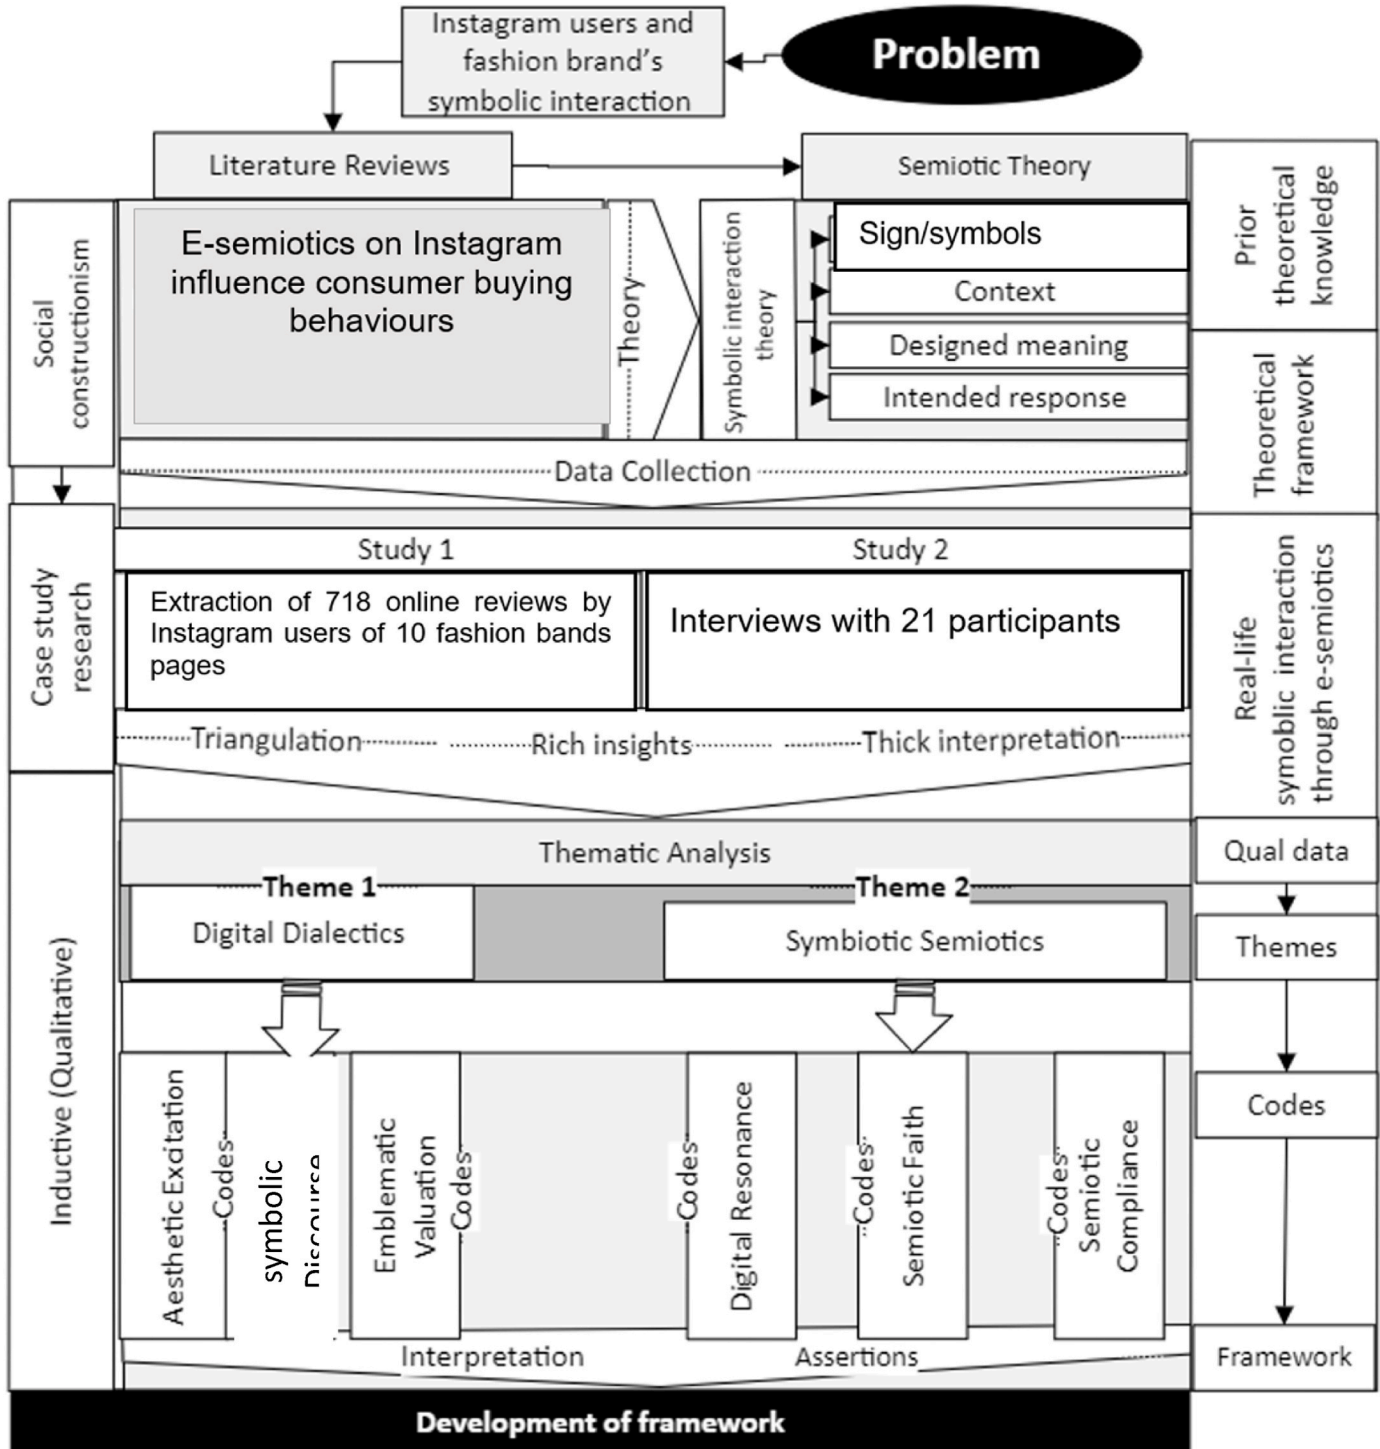 Instagram users and
fashion brand's
symbolic interaction
Problem
Literature Reviews
Semiotic Theory
Prior
theoretical
knowledge
Social
constructionism
E-semiotics on Instagram
influence consumer buying
behaviours
Theory
Symbolic interaction
theory
Sign/symbols
Context
Designed meaning
Intended response
Theoretical
framework
Data Collection
Case study
research
Study 1
Study 2
Extraction of 718 online reviews by
Instagram users of 10 fashion bands
pages
Interviews with 21 participants
Real-life
symoblic interaction
through e-semiotics
Triangulation
Rich insights
Thick interpretation
Inductive (Qualitative)
Thematic Analysis
Qual data
Theme 1
Theme 2
Digital Dialectics
Symbiotic Semiotics
Themes
Aesthetic Exxitation
Codes
symbolic
Discourse
Emblematic
Valuation
Codes
Codes
Digital Resonance
Codes
Semiotic Faith
Codes
Semiotic
Compliance
Codes
Interpretation
Assertions
Framework
Development of framework